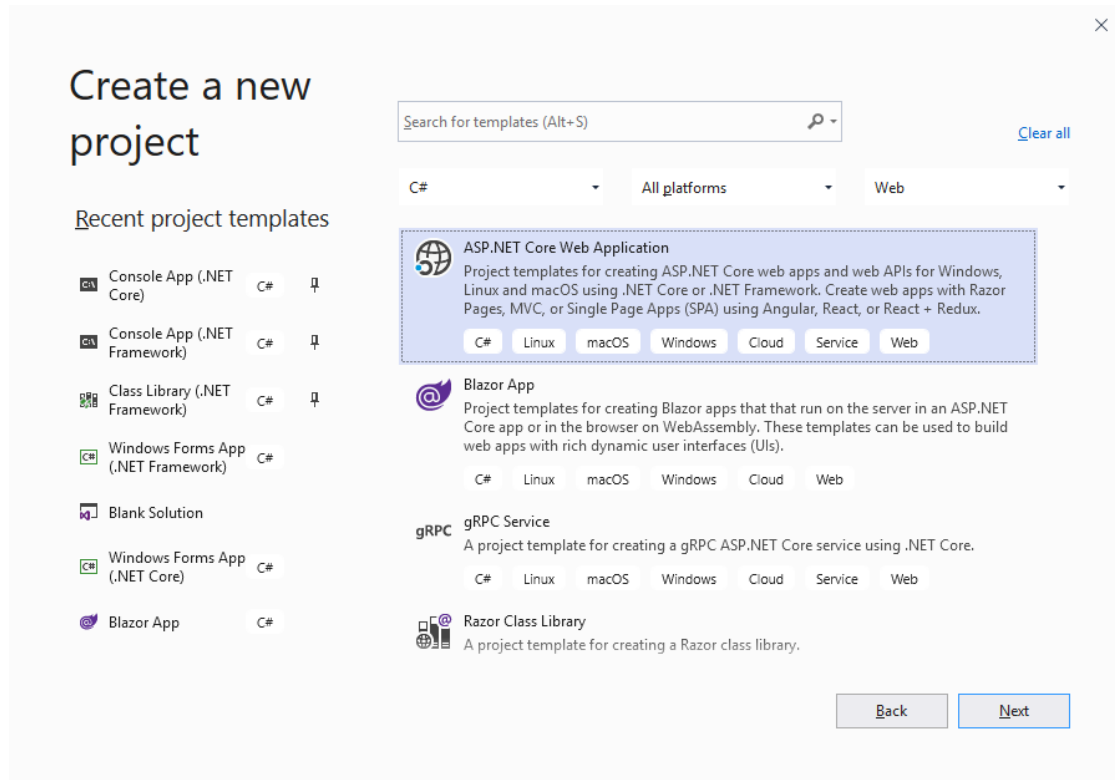 Create a new
project
Search for templates (Alt+S)
Clear all
C#
All platforms
Web
Recent project templates
Console App (.NET
Core)
C#
Console App (.NET
Framework)
C#
Class Library (.NET
Framework)
C#
Windows Forms App
(.NET Framework)
C#
Blank Solution
Windows Forms App
(.NET Core)
C#
Blazor App
C#
ASP.NET Core Web Application
Project templates for creating ASP.NET Core web apps and web APIs for Windows,
Linux and macOS using .NET Core or .NET Framework. Create web apps with Razor
Pages, MVC, or Single Page Apps (SPA) using Angular, React, or React + Redux.
C# Linux macOS Windows Cloud Service Web
Blazor App
Project templates for creating Blazor apps that that run on the server in an ASP.NET
Core app or in the browser on WebAssembly. These templates can be used to build
web apps with rich dynamic user interfaces (UIs).
C# Linux macOS Windows Cloud Web
gRPC
gRPC Service
A project template for creating a gRPC ASP.NET Core service using .NET Core.
C# Linux macOS Windows Cloud Service Web
Razor Class Library
A project template for creating a Razor class library.
Back
Next